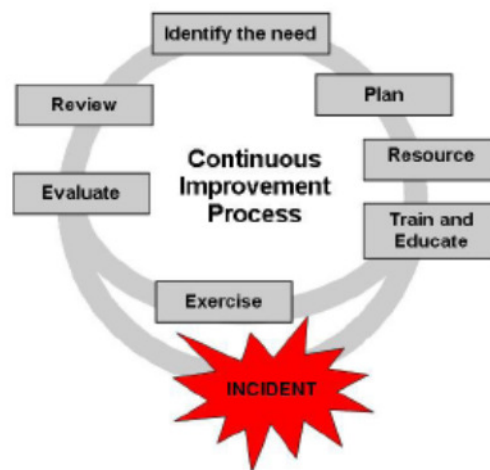 Identify the need
Plan
Resource
Train and
Educate
Exercise
INCIDENT
Evaluate
Review
Continuous
Improvement
Process